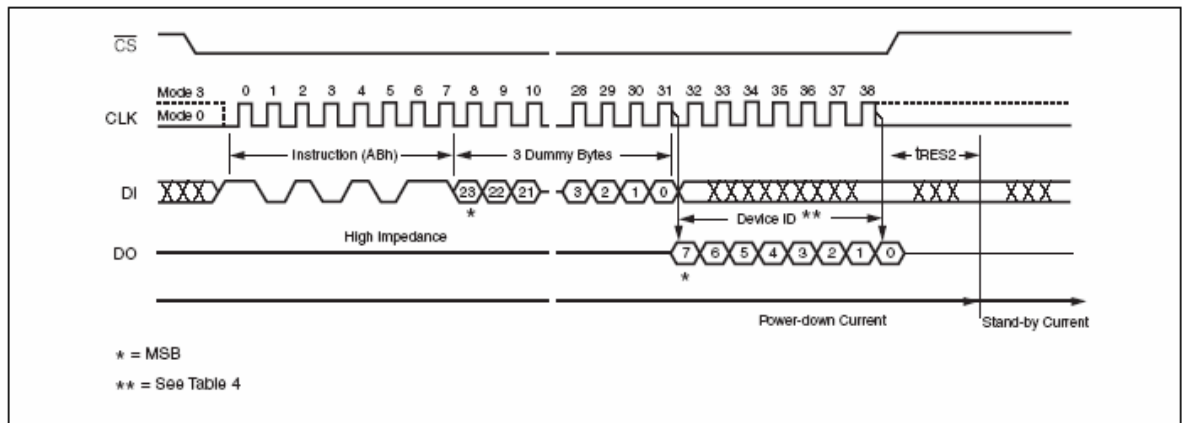 CS
Mode 3 0 1 2 3 4 5 6 7 8 9 10 28 29 30 31 32 33 34 35 36 37 38
CLK Mode 0
Instruction (ABh) 3 Dummy Bytes tRES2
DI 23 22 21 3 2 1 0
*
Device ID **
High Impedance
DO 7 6 5 4 3 2 1 0
*
Power-down Current Stand-by Current
* = MSB
** = See Table 4